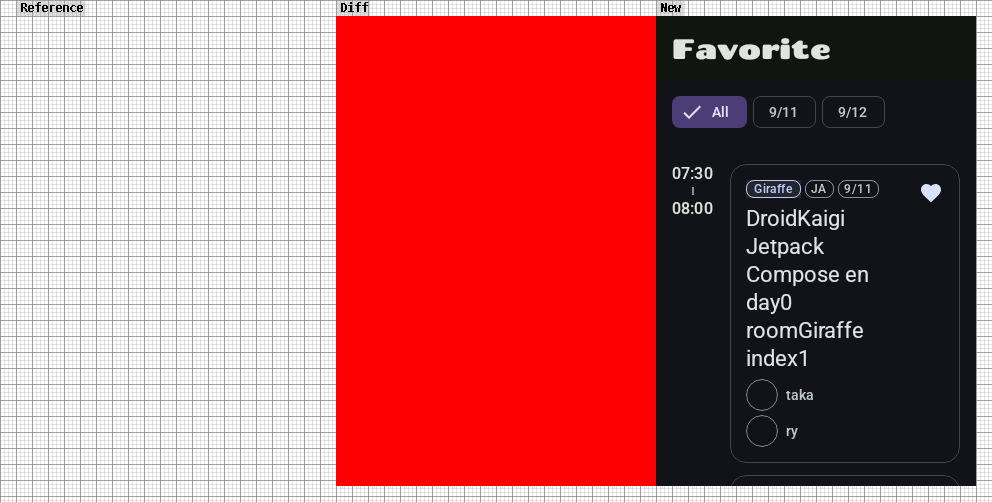 Reference
Diff
New
Favorite
All
9/11
9/12
07:30
08:00
Giraffe JA 9/11
DroidKaigi
Jetpack
Compose en
day0
roomGiraffe
index1
taka
ry